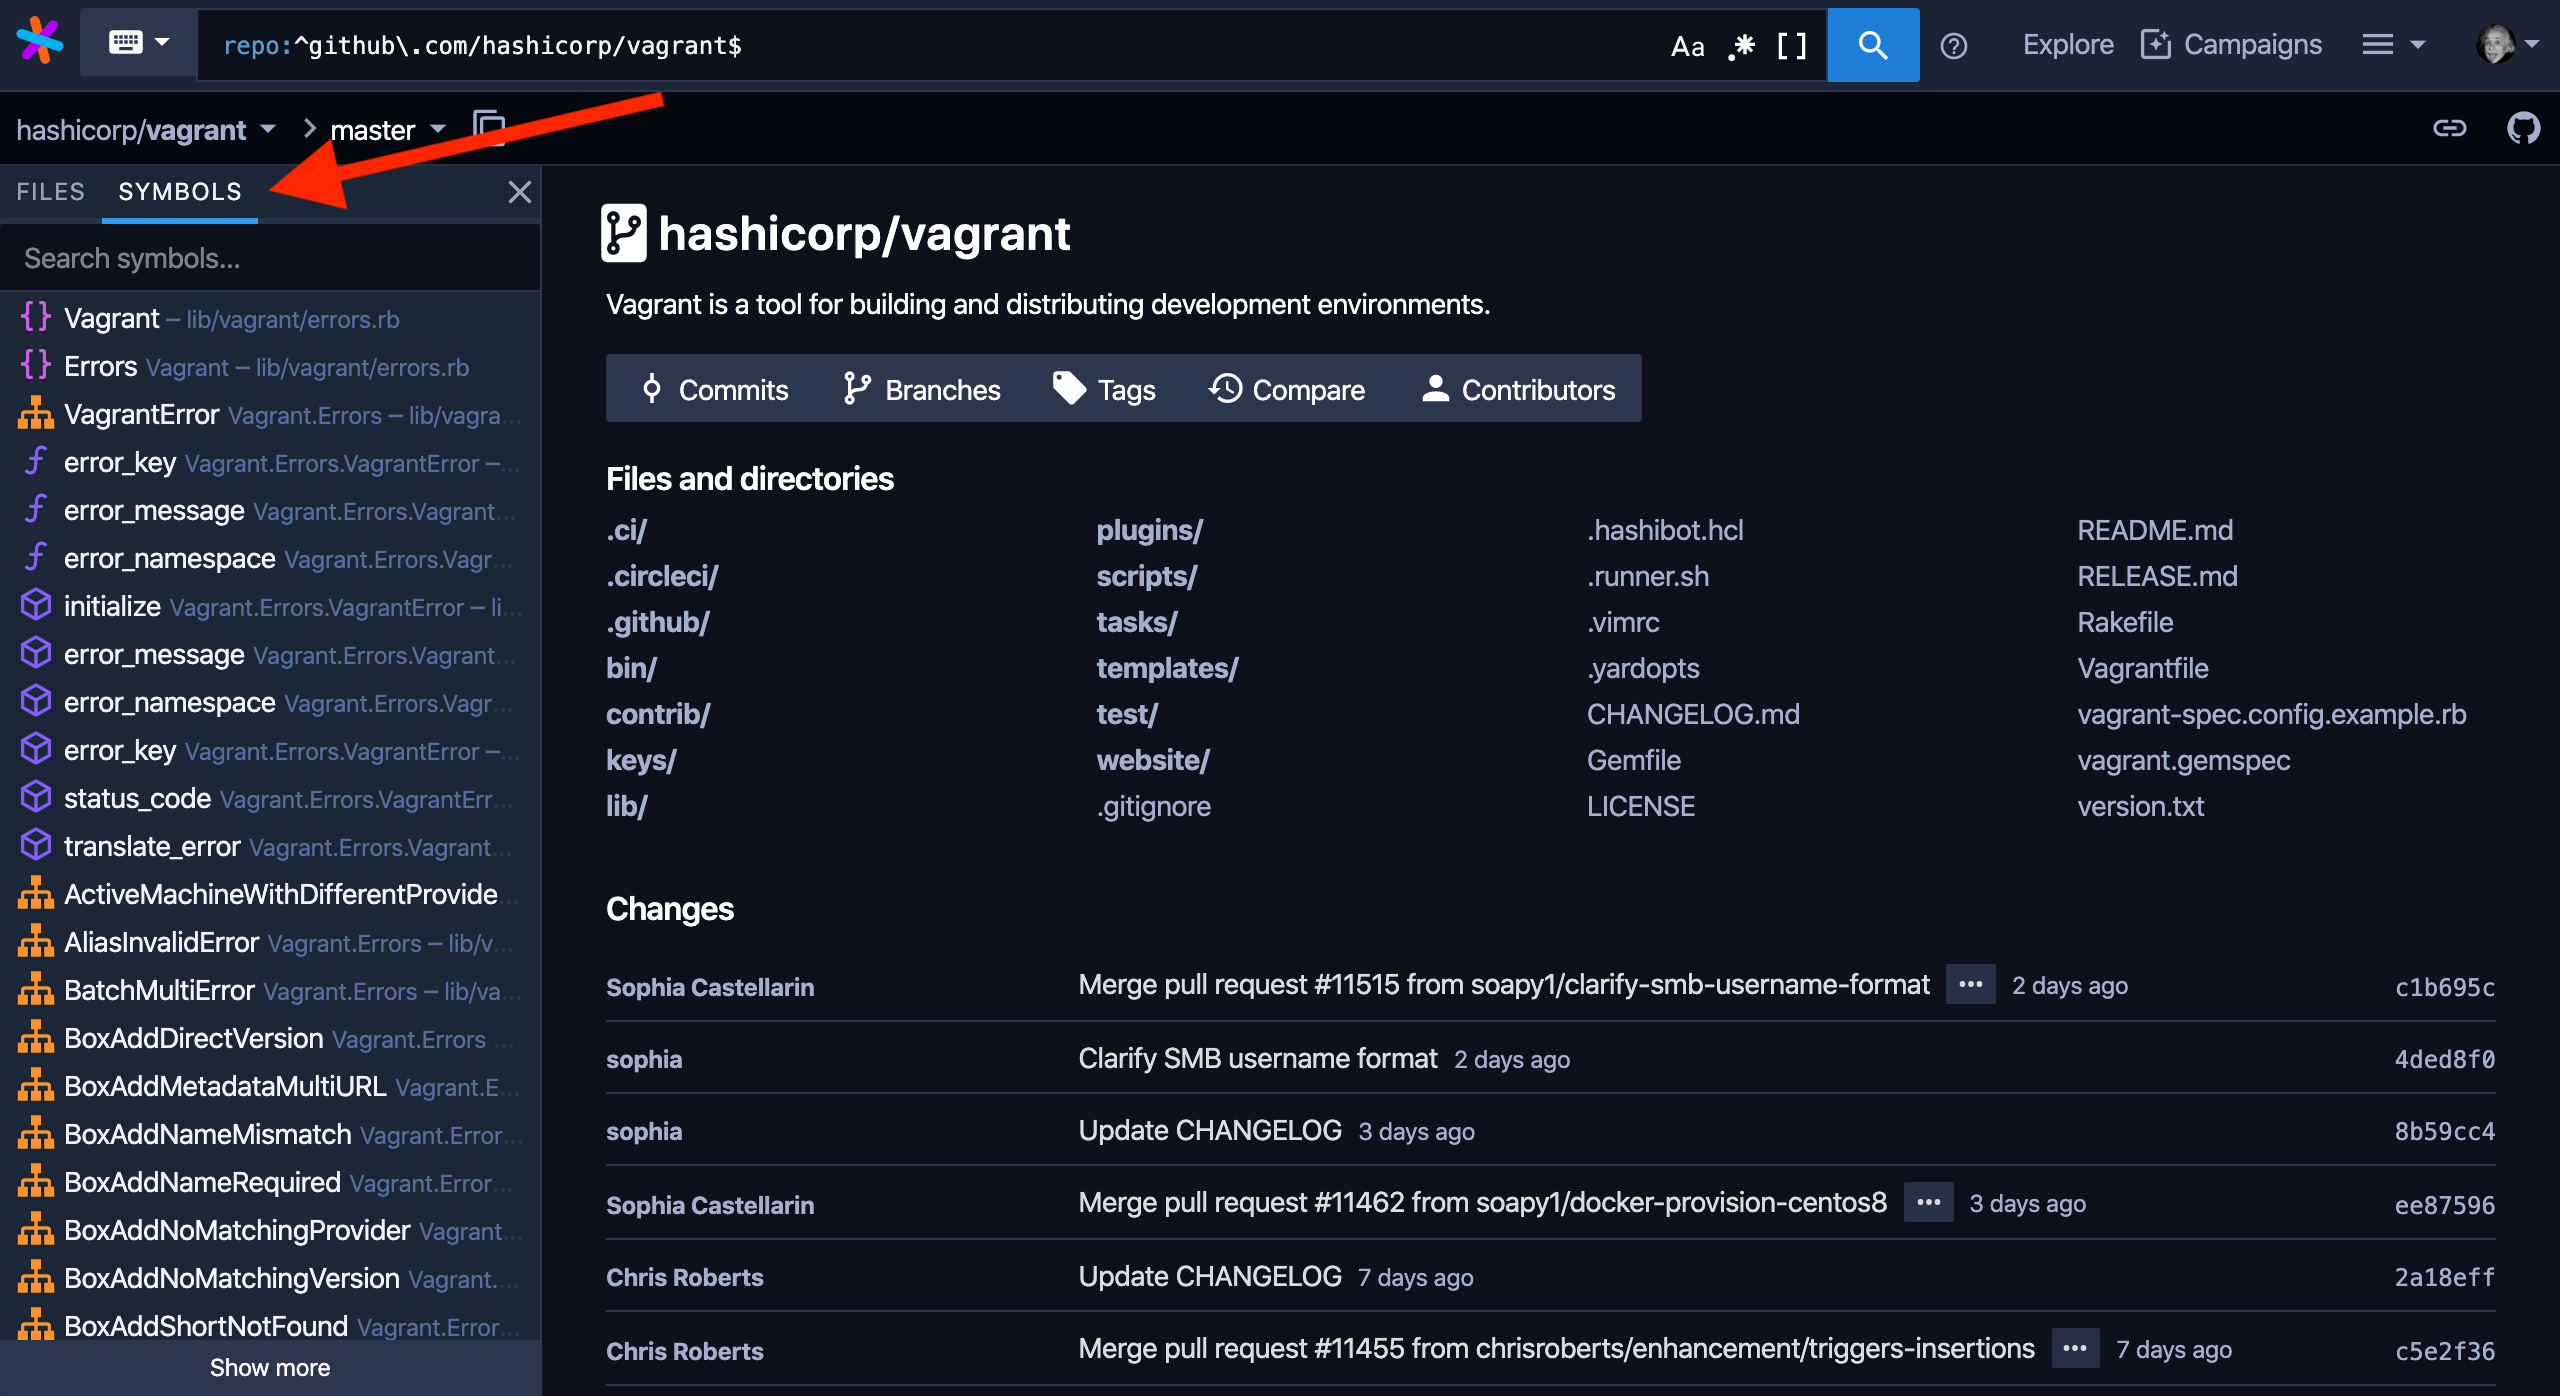 repo:^github\.com/hashicorp/vagrant$
Aa .* []
Explore
Campaigns
hashicorp/vagrant > master
FILES SYMBOLS
Search symbols...
{} Vagrant – lib/vagrant/errors.rb
{} Errors Vagrant – lib/vagrant/errors.rb
VagrantError Vagrant.Errors – lib/vagra...
error_key Vagrant.Errors.VagrantError –...
error_message Vagrant.Errors.Vagrant...
error_namespace Vagrant.Errors.Vagr...
initialize Vagrant.Errors.VagrantError – li...
error_message Vagrant.Errors.Vagrant...
error_namespace Vagrant.Errors.Vagr...
error_key Vagrant.Errors.VagrantError –...
status_code Vagrant.Errors.VagrantErr...
translate_error Vagrant.Errors.Vagrant...
ActiveMachineWithDifferentProvide...
AliasInvalidError Vagrant.Errors – lib/v...
BatchMultiError Vagrant.Errors – lib/va...
BoxAddDirectVersion Vagrant.Errors ...
BoxAddMetadataMultiURL Vagrant.E...
BoxAddNameMismatch Vagrant.Error...
BoxAddNameRequired Vagrant.Error...
BoxAddNoMatchingProvider Vagrant...
BoxAddNoMatchingVersion Vagrant....
BoxAddShortNotFound Vagrant.Error...
Show more
hashicorp/vagrant
Vagrant is a tool for building and distributing development environments.
Commits Branches Tags Compare Contributors
Files and directories
.ci/
.circleci/
.github/
bin/
contrib/
keys/
lib/
plugins/
scripts/
tasks/
templates/
test/
website/
.gitignore
.hashibot.hcl
.runner.sh
.vimrc
.yardopts
CHANGELOG.md
Gemfile
LICENSE
README.md
RELEASE.md
Rakefile
Vagrantfile
vagrant-spec.config.example.rb
vagrant.gemspec
version.txt
Changes
Sophia Castellarin Merge pull request #11515 from soapy1/clarify-smb-username-format ... 2 days ago c1b695c
sophia Clarify SMB username format 2 days ago 4ded8f0
sophia Update CHANGELOG 3 days ago 8b59cc4
Sophia Castellarin Merge pull request #11462 from soapy1/docker-provision-centos8 ... 3 days ago ee87596
Chris Roberts Update CHANGELOG 7 days ago 2a18eff
Chris Roberts Merge pull request #11455 from chrisroberts/enhancement/triggers-insertions ... 7 days ago c5e2f36